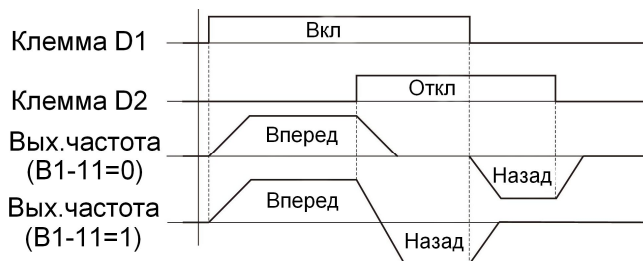 Клемма D1
Вкл
Клемма D2
Откл
Вых.частота
(B1-11=0)
Вперед
Назад
Вых.частота
(B1-11=1)
Вперед
Назад